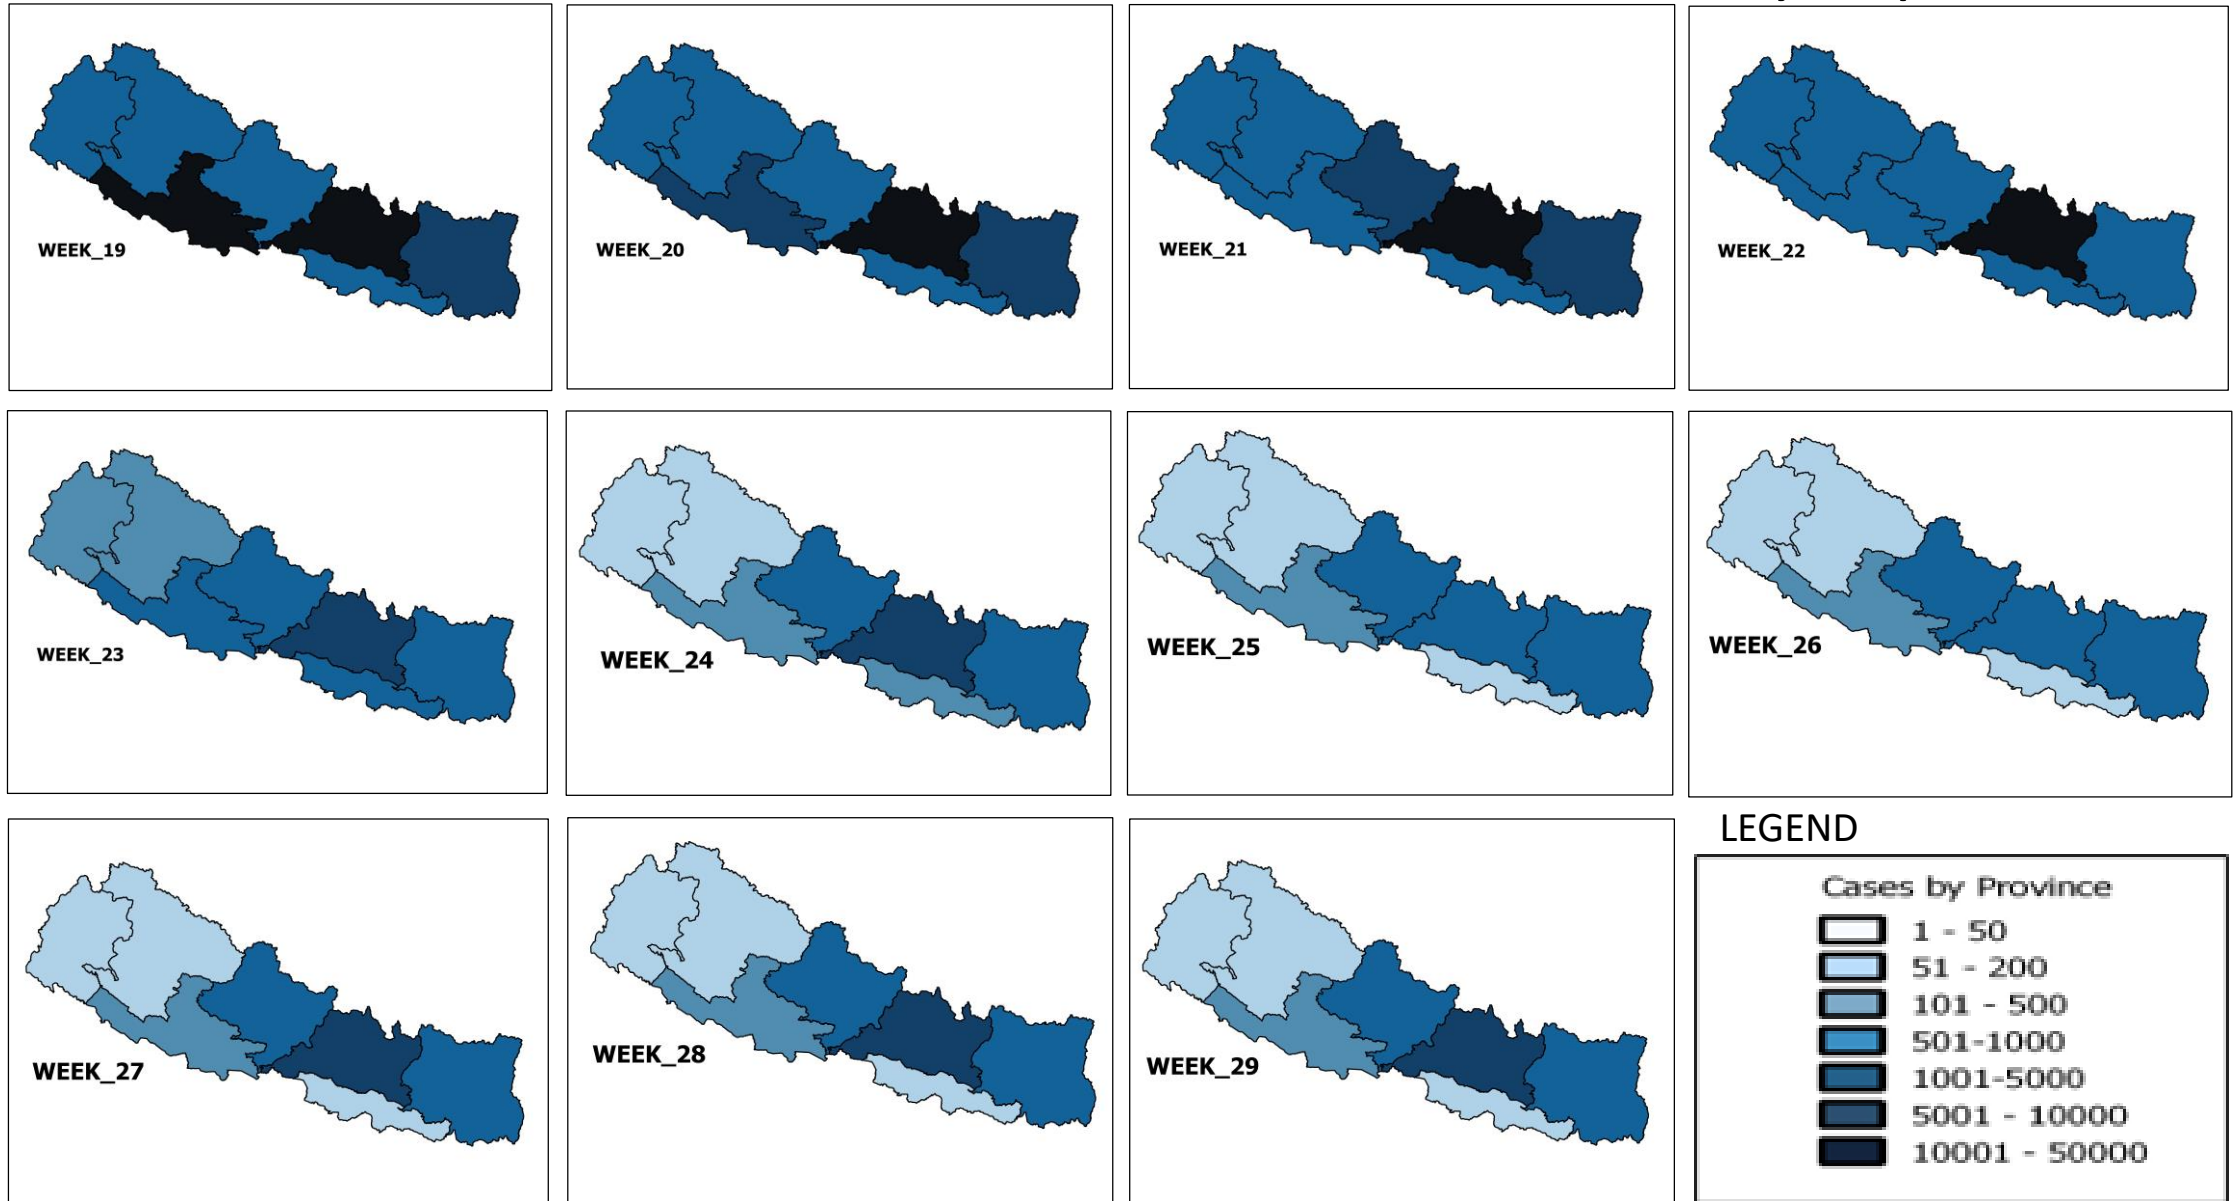 WEEK_19
WEEK_20
WEEK_21
WEEK_22
WEEK_23
WEEK_24
WEEK_25
WEEK_26
WEEK_27
WEEK_28
WEEK_29
LEGEND
Cases by Province
1 - 50
51 - 200
101 - 500
501-1000
1001-5000
5001 - 10000
10001 - 50000